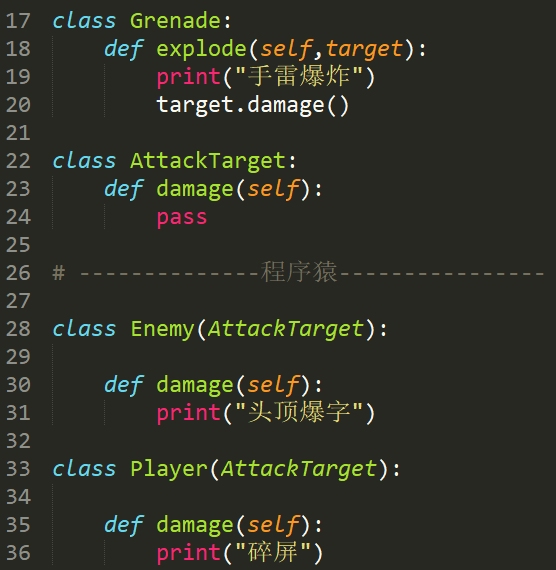 17 class Grenade:
18     def explode(self,target):
19         print("手雷爆炸")
20         target.damage()
21
22 class AttackTarget:
23     def damage(self):
24         pass
25
26 # --------------程序猿----------------
27
28 class Enemy(AttackTarget):
29
30     def damage(self):
31         print("头顶爆字")
32
33 class Player(AttackTarget):
34
35     def damage(self):
36         print("碎屏")